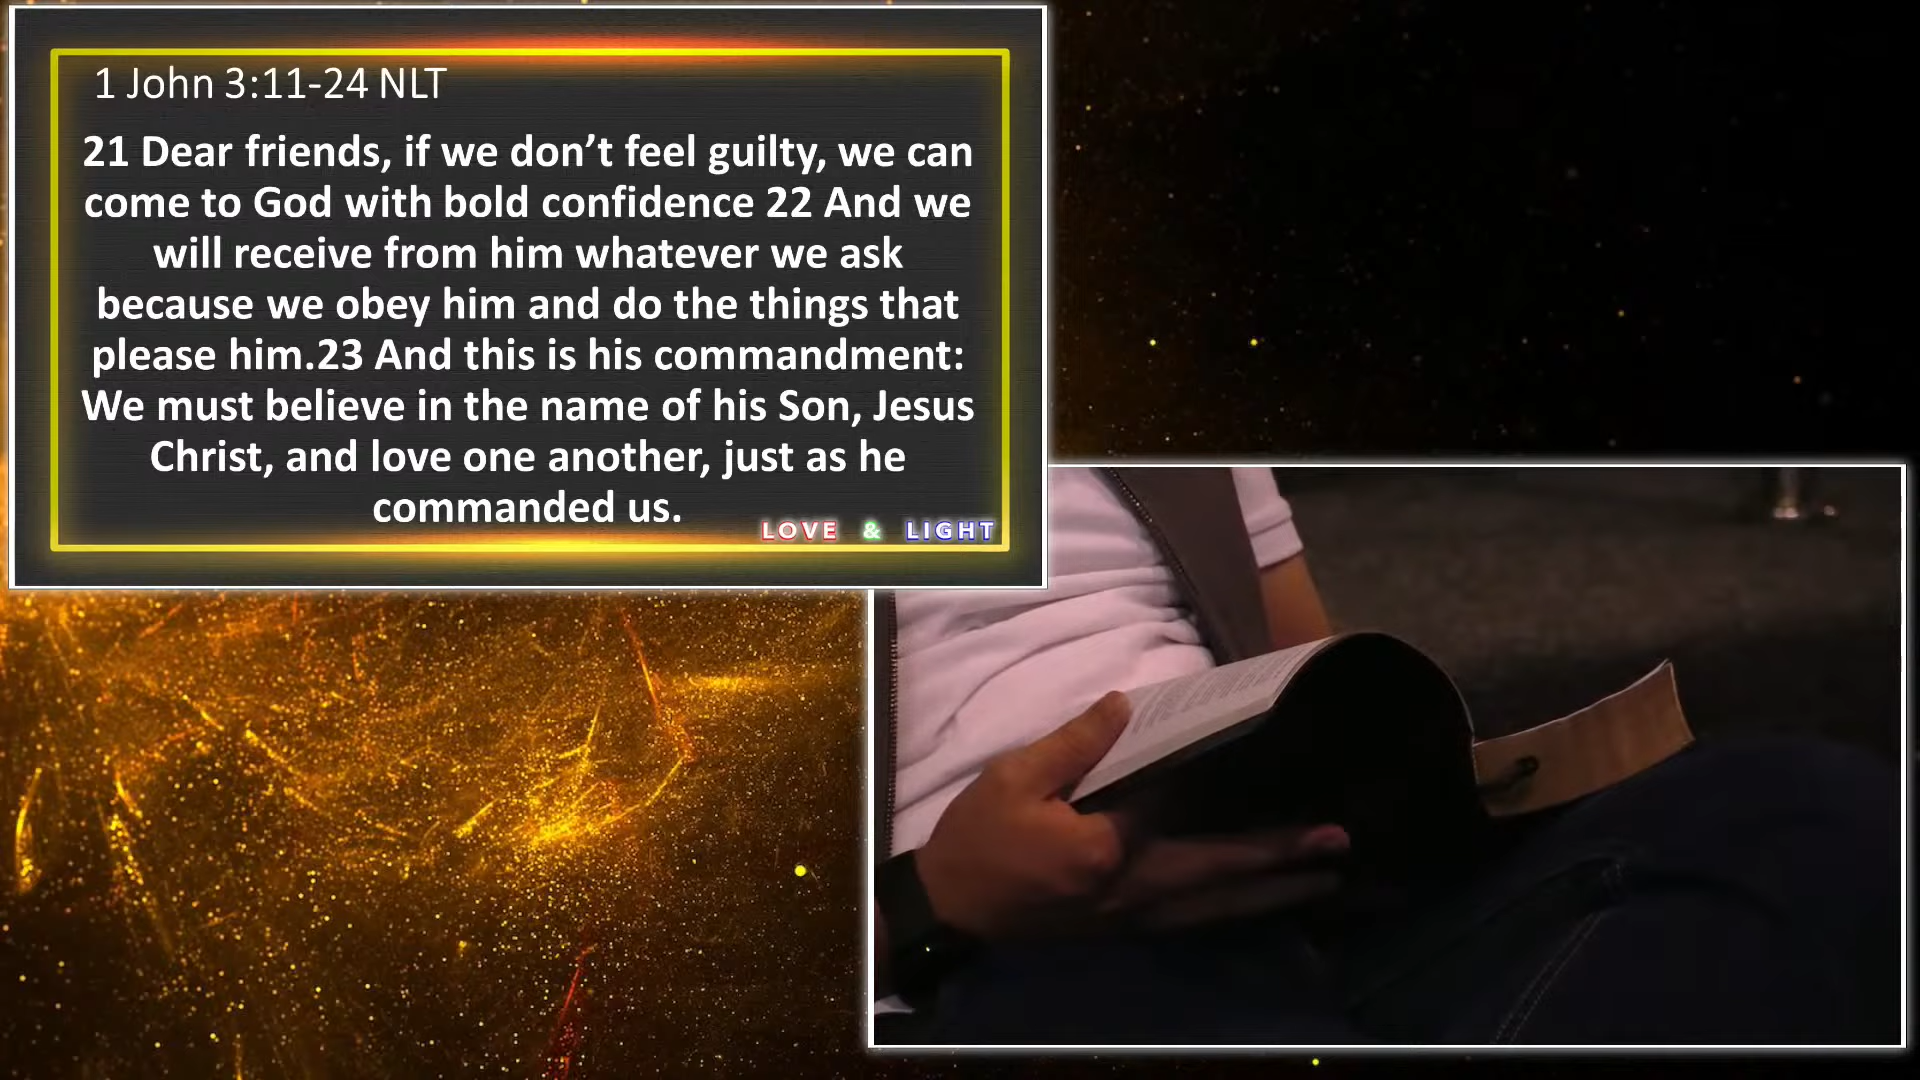 1 John 3:11-24 NLT
21 Dear friends, if we don’t feel guilty, we can
come to God with bold confidence 22 And we
will receive from him whatever we ask
because we obey him and do the things that
please him.23 And this is his commandment:
We must believe in the name of his Son, Jesus
Christ, and love one another, just as he
commanded us.
LOVE & LIGHT